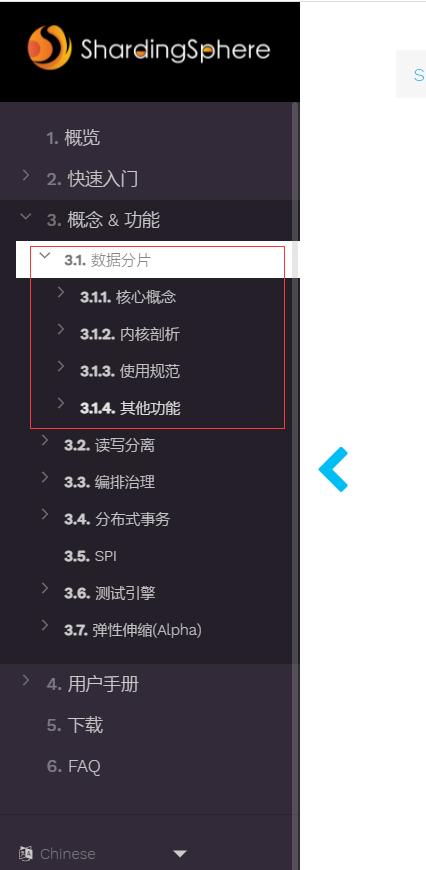 ShardingSphere
S
1. 概览
2. 快速入门
3. 概念 & 功能
3.1. 数据分片
3.1.1. 核心概念
3.1.2. 内核剖析
3.1.3. 使用规范
3.1.4. 其他功能
3.2. 读写分离
3.3. 编排治理
3.4. 分布式事务
3.5. SPI
3.6. 测试引擎
3.7. 弹性伸缩(Alpha)
4. 用户手册
5. 下载
6. FAQ
Chinese